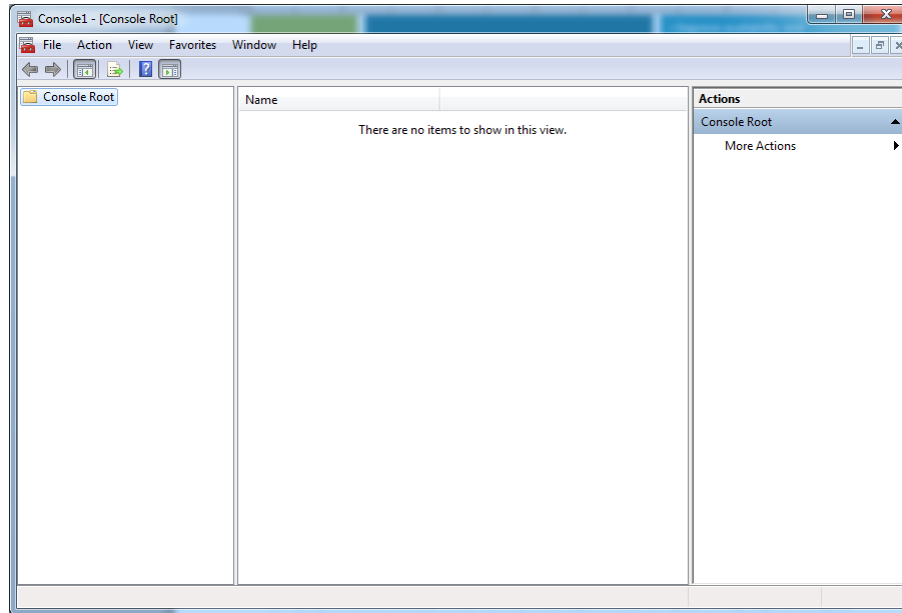 Console1 - [Console Root]
File Action View Favorites Window Help
Console Root
Name
There are no items to show in this view.
Actions
Console Root
More Actions